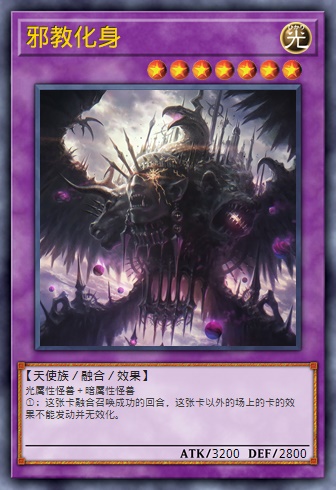 邪教化身
光
【天使族／融合／效果】
光属性怪兽＋暗属性怪兽
①：这张卡融合召唤成功的回合，这张卡以外的场上的卡的效
果不能发动并无效化。
ATK/3200 DEF/2800